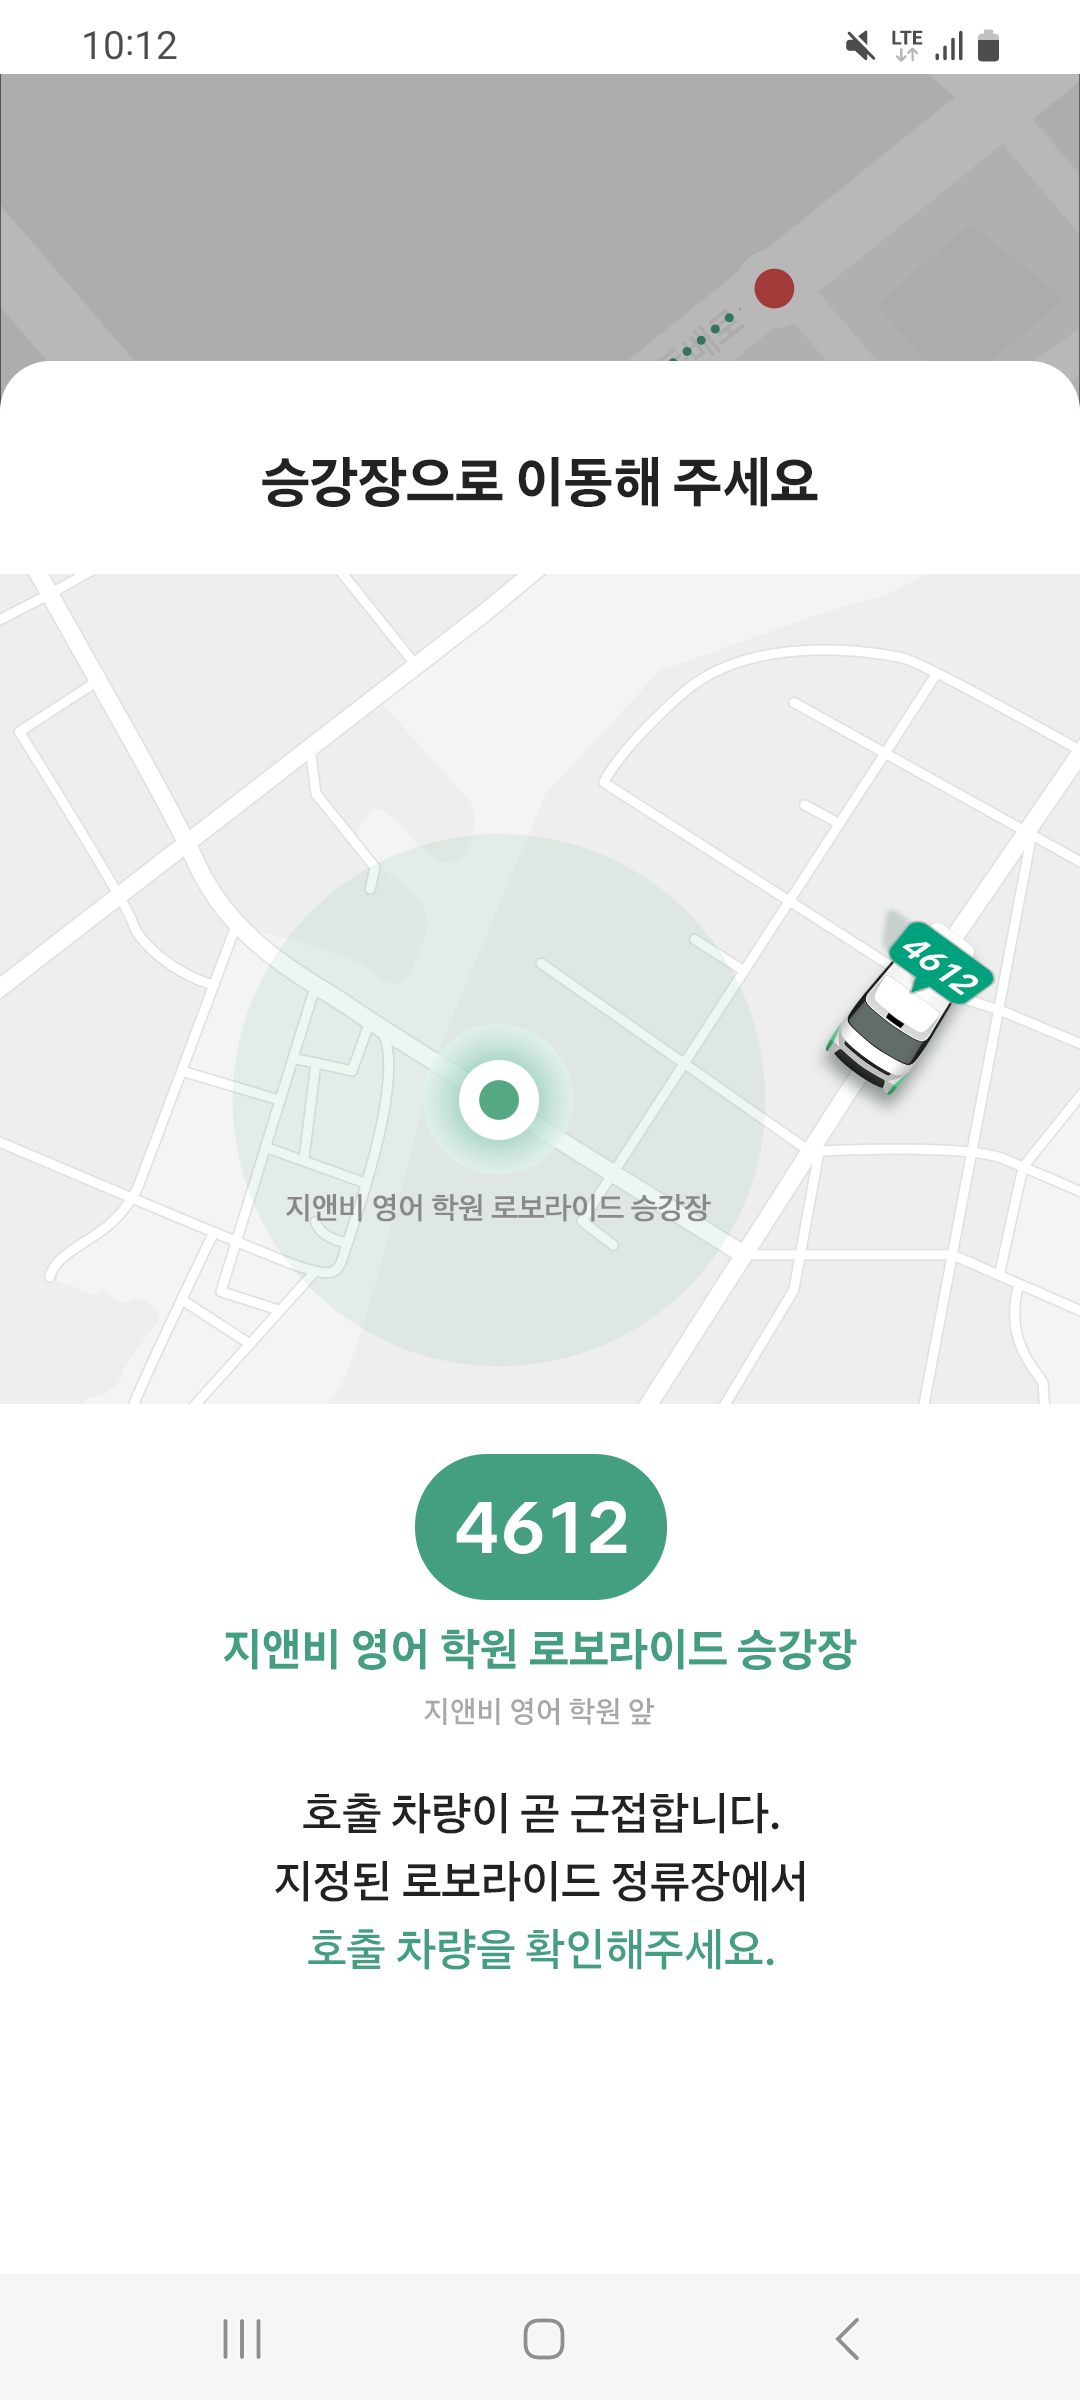 10:12
LTE
승강장으로 이동해 주세요
4612
지앤비 영어 학원 로보라이드 승강장
4612
지앤비 영어 학원 로보라이드 승강장
지앤비 영어 학원 앞
호출 차량이 곧 근접합니다.
지정된 로보라이드 정류장에서
호출 차량을 확인해주세요.